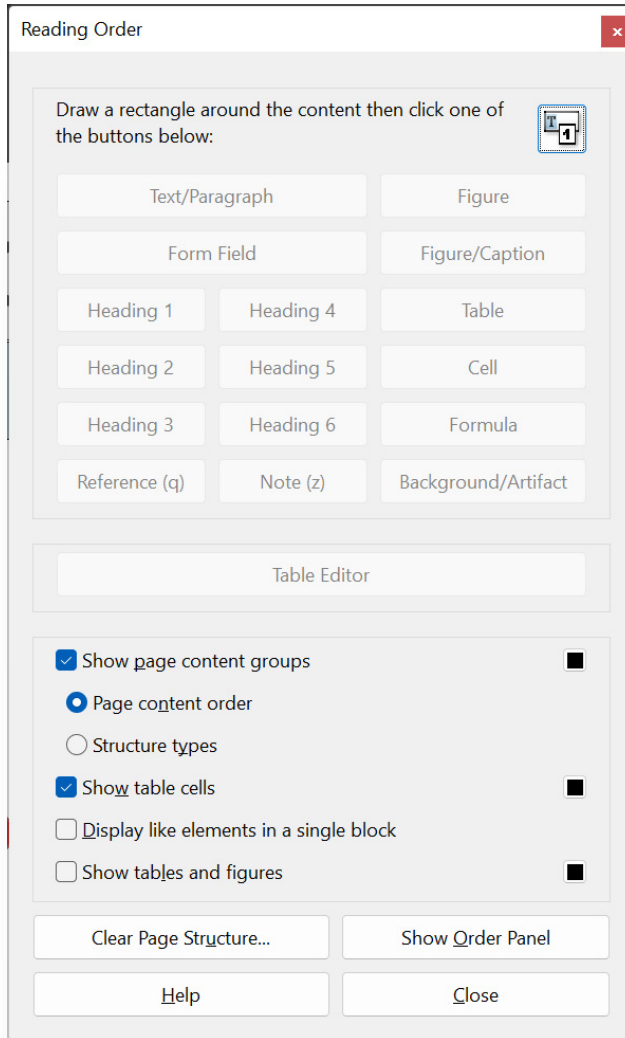 Reading Order
x
Draw a rectangle around the content then click one of
the buttons below:
T
1
Text/Paragraph
Figure
Form Field
Figure/Caption
Heading 1
Heading 4
Table
Heading 2
Heading 5
Cell
Heading 3
Heading 6
Formula
Reference (q)
Note (z)
Background/Artifact
Table Editor
Show page content groups
Page content order
Structure types
Show table cells
Display like elements in a single block
Show tables and figures
Clear Page Structure...
Show Order Panel
Help
Close